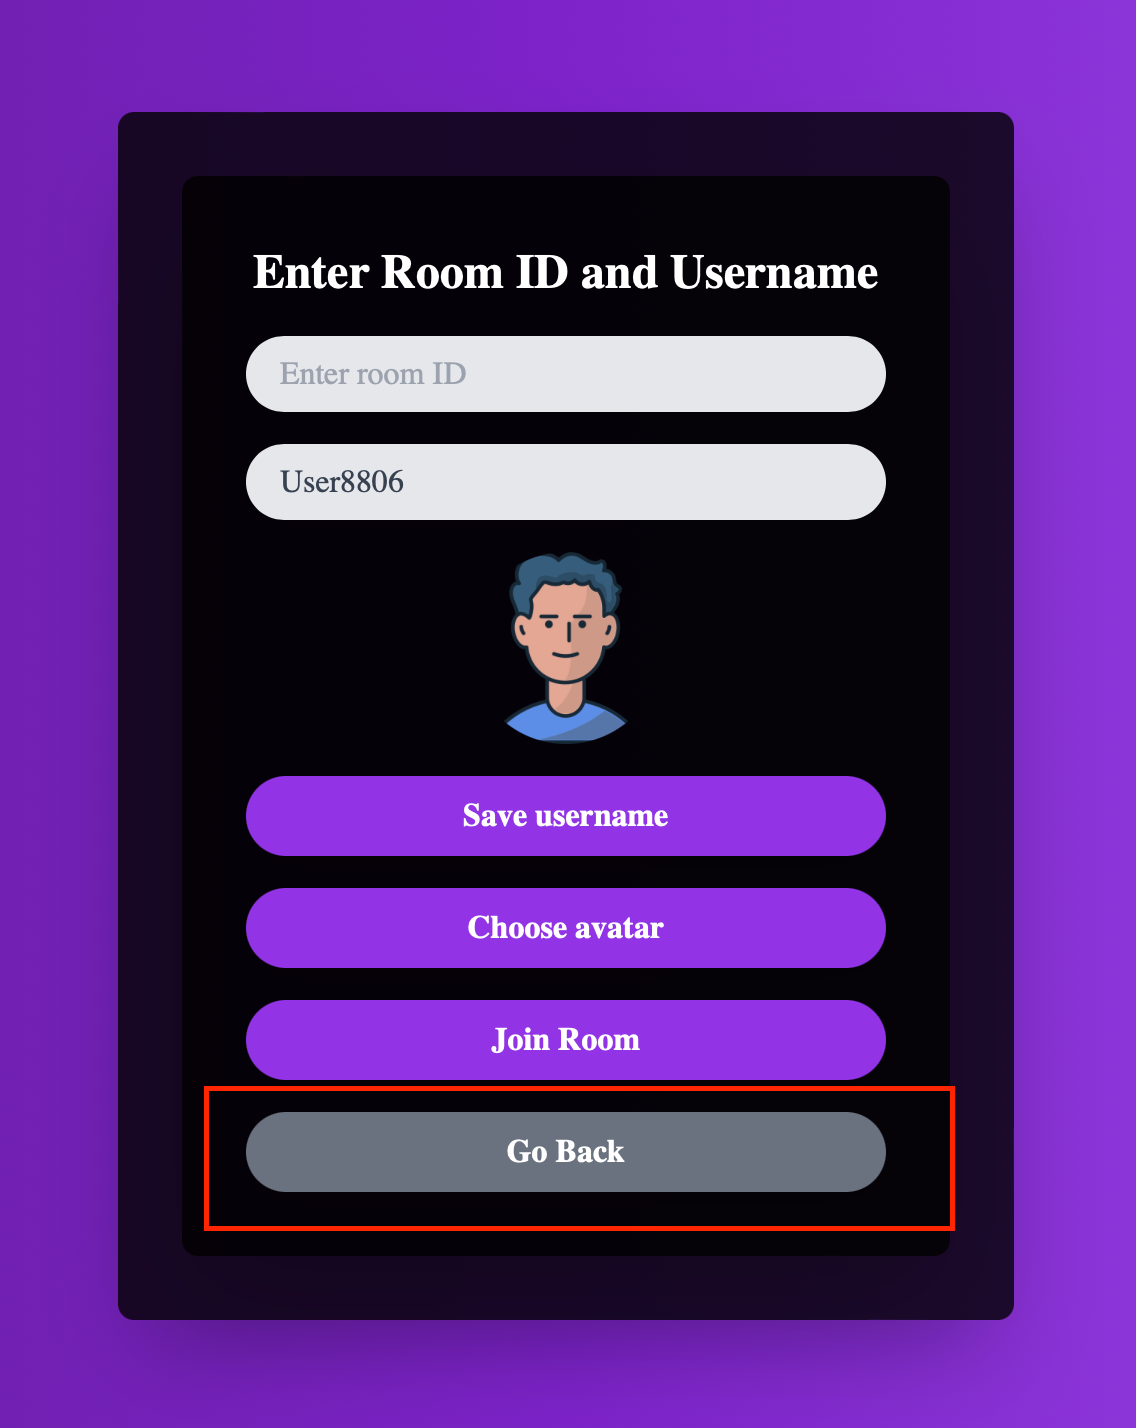 Enter Room ID and Username
Enter room ID
User8806
Save username
Choose avatar
Join Room
Go Back